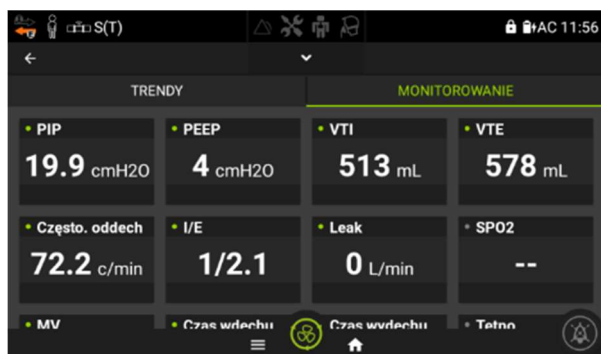 S(T) AC 11:56
TRENDY MONITOROWANIE
PIP PEEP VTI VTE
19.9 cmH2O 4 cmH2O 513 mL 578 mL
Często. oddech I/E Leak SPO2
72.2 c/min 1/2.1 0 L/min --
MV Czas wdechu Czas wydechu Tętno